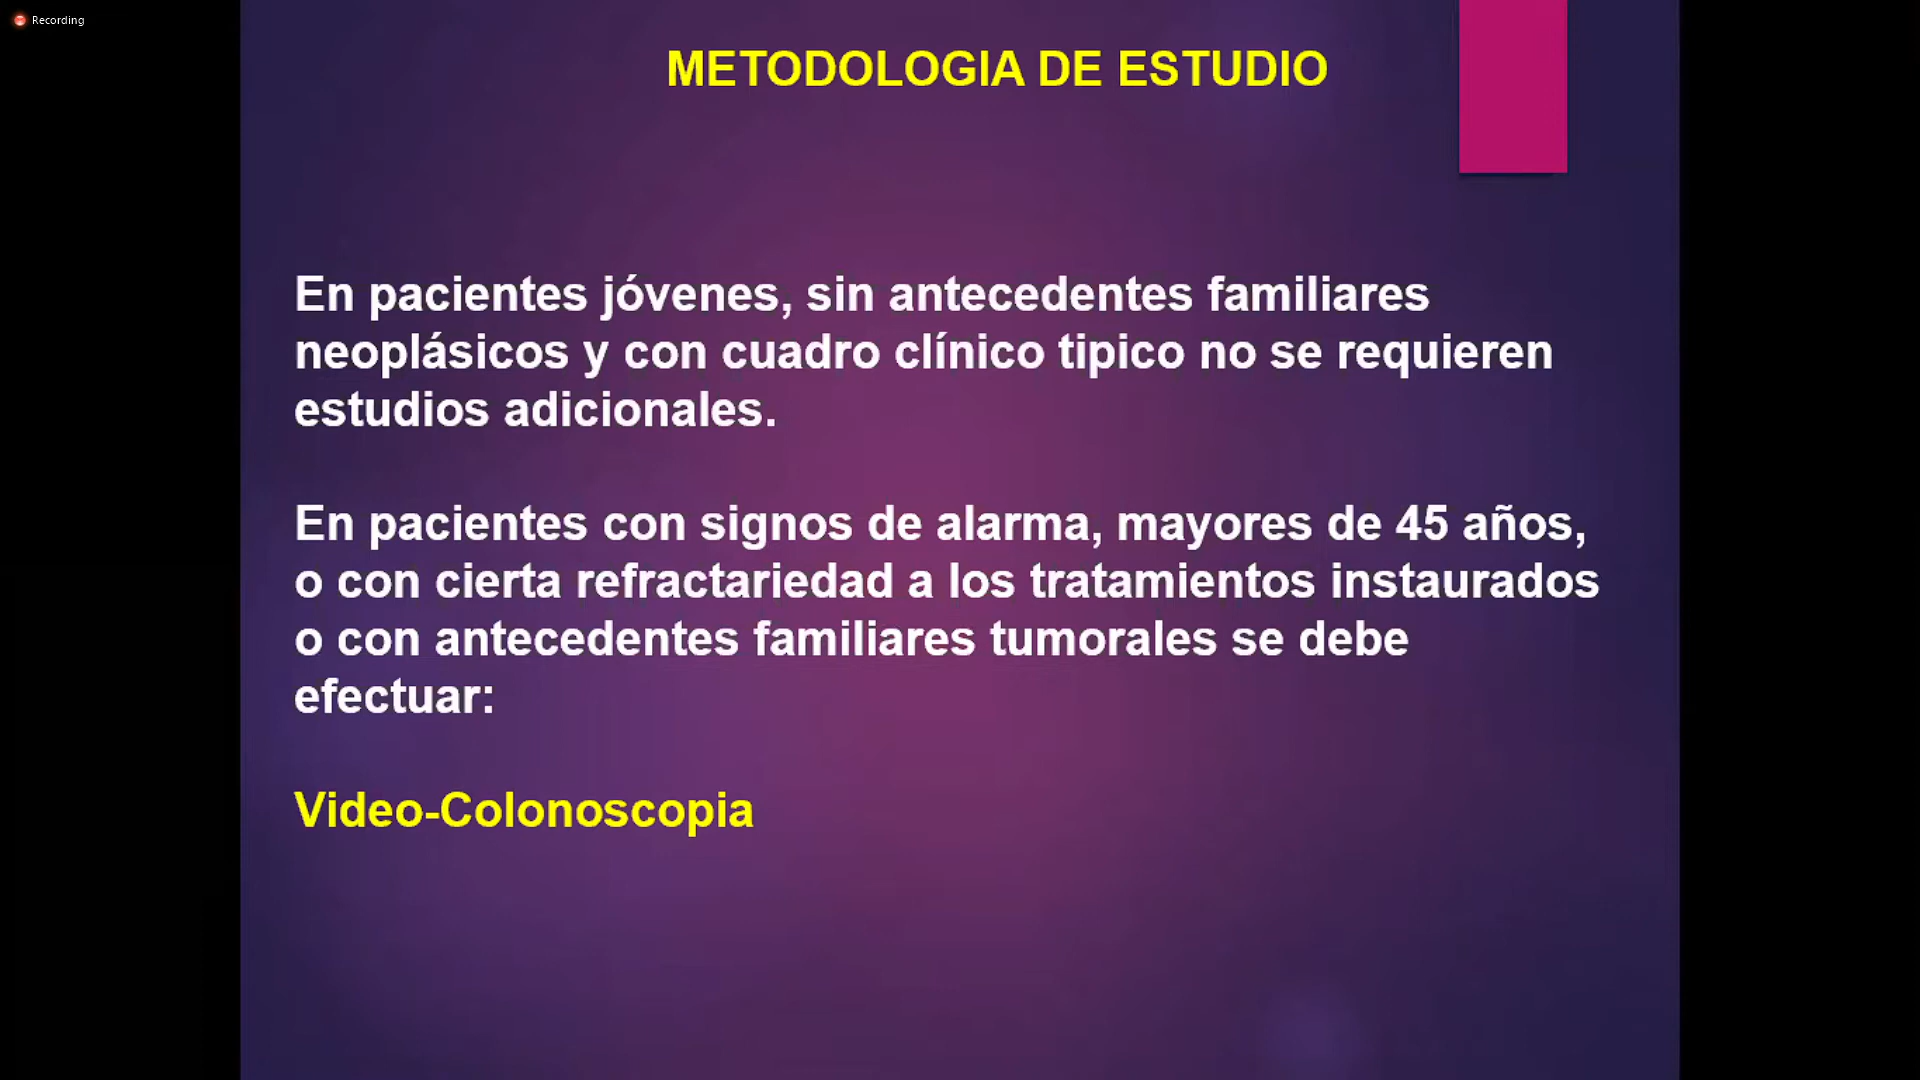 Recording
METODOLOGIA DE ESTUDIO
En pacientes jóvenes, sin antecedentes familiares
neoplásicos y con cuadro clínico tipico no se requieren
estudios adicionales.
En pacientes con signos de alarma, mayores de 45 años,
o con cierta refractariedad a los tratamientos instaurados
o con antecedentes familiares tumorales se debe
efectuar:
Video-Colonoscopia